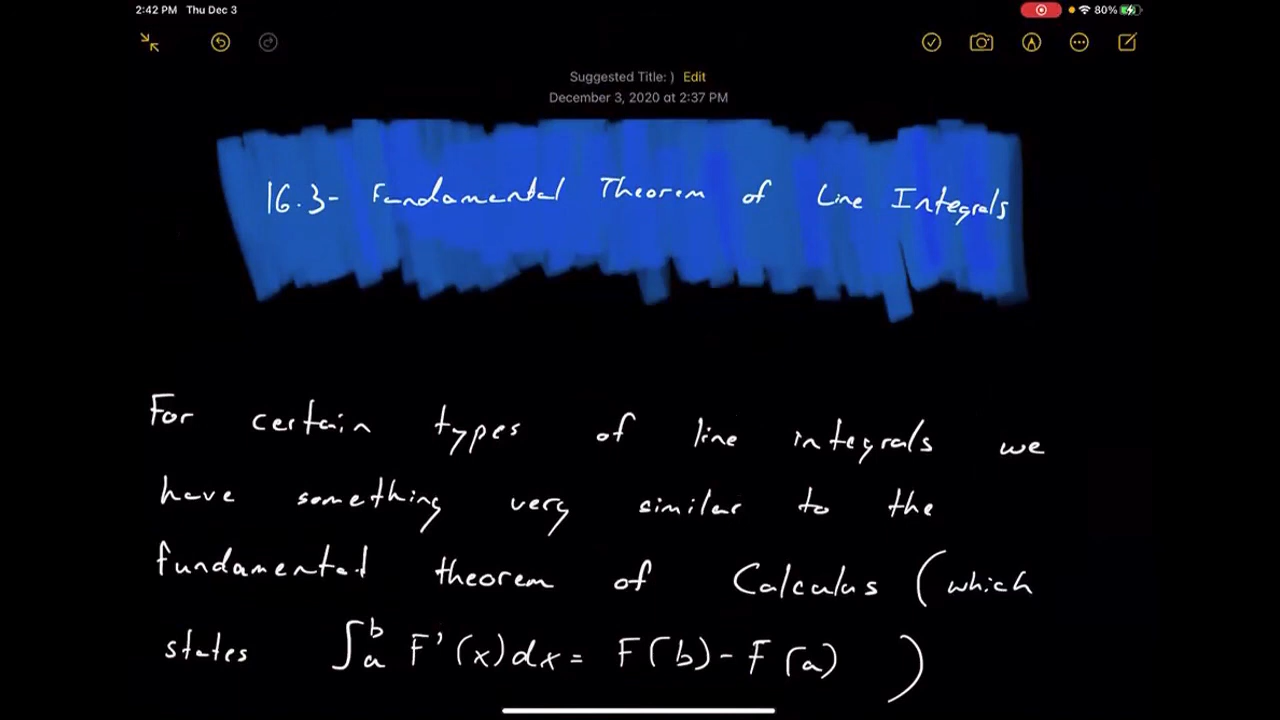 2:42 PM Thu Dec 3
80%
Suggested Title: ) Edit
December 3, 2020 at 2:37 PM
16.3- Fundamental Theorem of Line Integrals
For certain types of line integrals we
have something very similar to the
fundamental theorem of Calculus (which
states ∫ₐᵇ F'(x)dx = F(b) - F(a) )